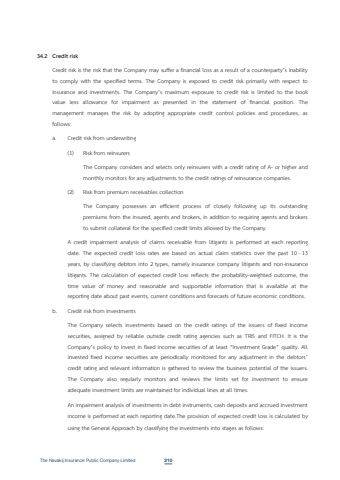 34.2 Credit risk
Credit risk is the risk that the Company may suffer a financial loss as a result of a counterparty's inability
to comply with the specified terms. The Company is exposed to credit risk primarily with respect to
insurance and investments. The Company's maximum exposure to credit risk is limited to the book
value less allowance for impairment as presented in the statement of financial position. The
management manages the risk by adopting appropriate credit control policies and procedures, as
follows:
a. Credit risk from underwriting
(1) Risk from reinsurers
The Company considers and selects only reinsurers with a credit rating of A- or higher and
monthly monitors for any adjustments to the credit ratings of reinsurance companies.
(2) Risk from premium receivables collection
The Company possesses an efficient process of closely following up its outstanding
premiums from the insured, agents and brokers, in addition to requiring agents and brokers
to submit collateral for the specified credit limits allowed by the Company.
A credit impairment analysis of claims receivable from litigants is performed at each reporting
date. The expected credit loss rates are based on actual claim statistics over the past 10 - 13
years, by classifying debtors into 2 types, namely insurance company litigants and non-insurance
litigants. The calculation of expected credit loss reflects the probability-weighted outcome, the
time value of money and reasonable and supportable information that is available at the
reporting date about past events, current conditions and forecasts of future economic conditions.
b. Credit risk from investments
The Company selects investments based on the credit ratings of the issuers of fixed income
securities, assigned by reliable outside credit rating agencies such as TRIS and FITCH. It is the
Company's policy to invest in fixed income securities of at least "Investment Grade" quality. All
invested fixed income securities are periodically monitored for any adjustment in the debtors'
credit rating and relevant information is gathered to review the business potential of the issuers.
The Company also regularly monitors and reviews the limits set for investment to ensure
adequate investment limits are maintained for individual lines at all times.
An impairment analysis of investments in debt instruments, cash deposits and accrued investment
income is performed at each reporting date.The provision of expected credit loss is calculated by
using the General Approach by classifying the investments into stages as follows:
The Navakij Insurance Public Company Limited 210